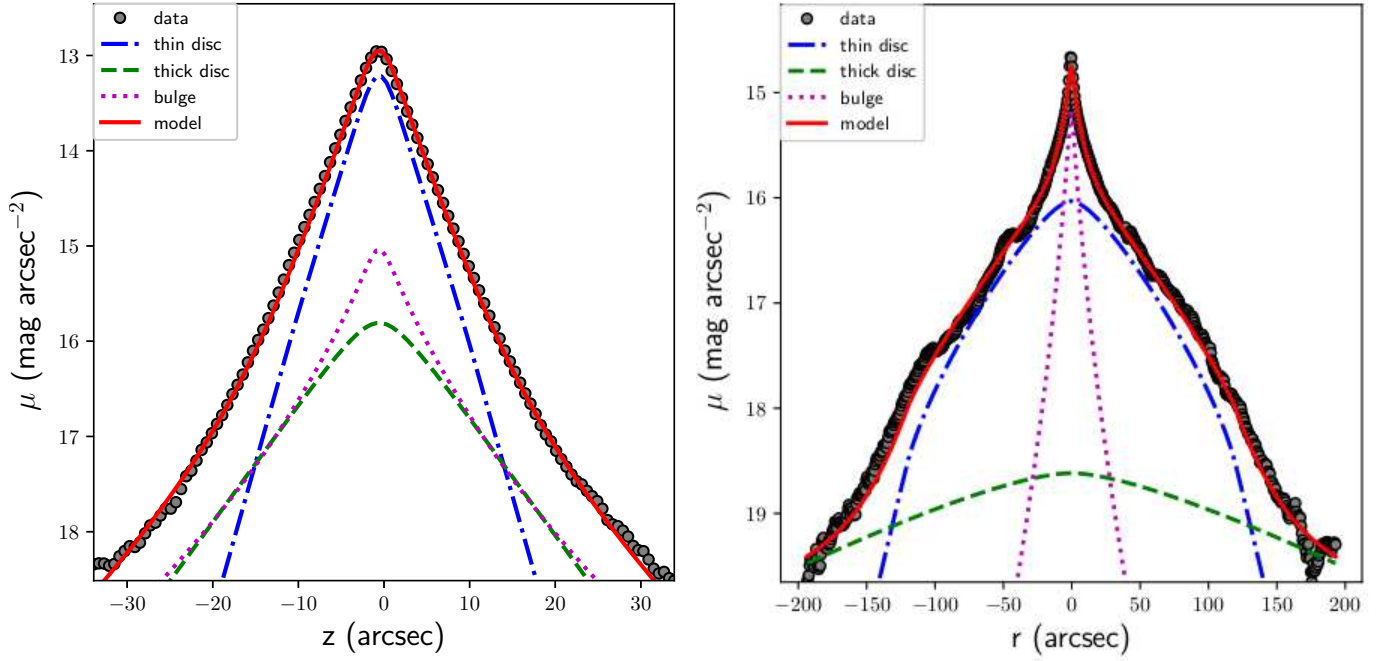 data
thin disc
thick disc
bulge
model
13
14
15
16
17
18
μ (mag arcsec⁻²)
−30
−20
−10
0
10
20
30
z (arcsec)
data
thin disc
thick disc
bulge
model
15
16
17
18
19
μ (mag arcsec⁻²)
−200
−150
−100
−50
0
50
100
150
200
r (arcsec)